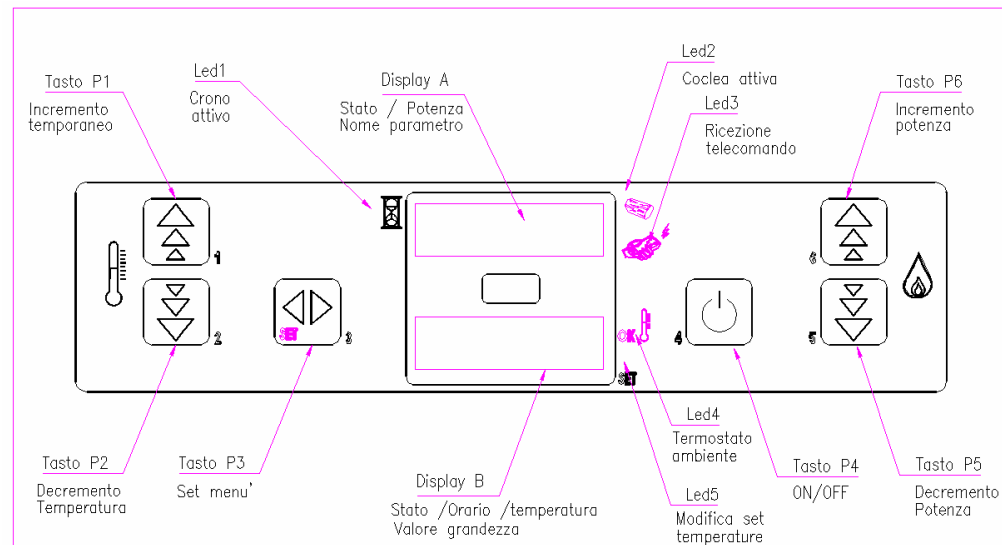 Led2
Coclea attiva
Led1
Crono
attivo
Display A
Stato / Potenza
Nome parametro
Tasto P1
Incremento
temporaneo
Led3
Ricezione
telecomando
Tasto P6
Incremento
potenza
1
6
2
SET
3
OK
4
5
SET
Led4
Termostato
ambiente
Tasto P2
Decremento
Temperatura
Tasto P3
Set menu'
Display B
Stato /Orario /temperatura
Valore grandezza
Led5
Modifica set
temperature
Tasto P4
ON/OFF
Tasto P5
Decremento
Potenza